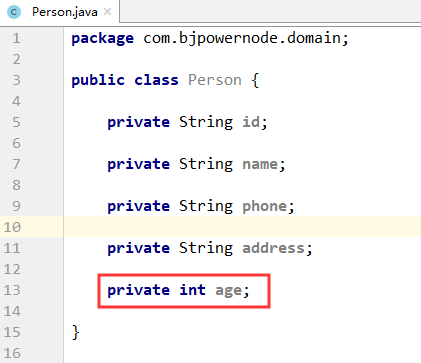 Person.java
1 package com.bjpowernode.domain;
2
3 public class Person {
4
5 private String id;
6
7 private String name;
8
9 private String phone;
10
11 private String address;
12
13 private int age;
14
15 }
16